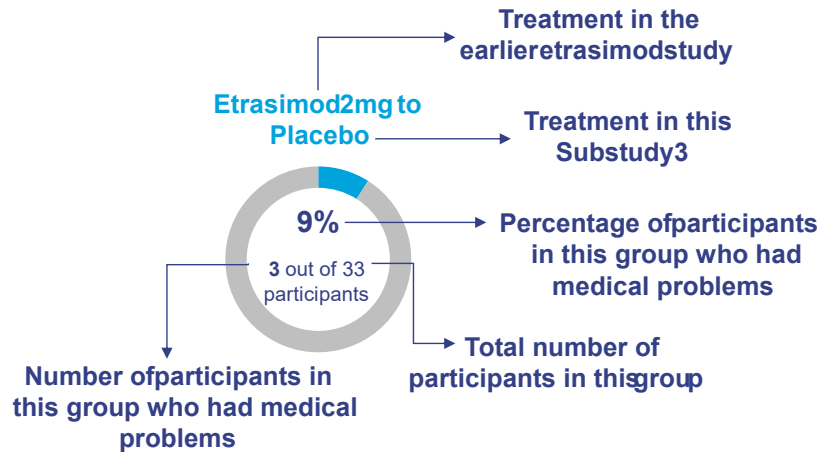 Treatment in the
earlieretrasimodstudy
Etrasimod2mg to
Placebo
Treatment in this
Substudy3
9%
Percentage ofparticipants
in this group who had
medical problems
3 out of 33
participants
Total number of
participants in thisgroup
Number ofparticipants in
this group who had medical
problems